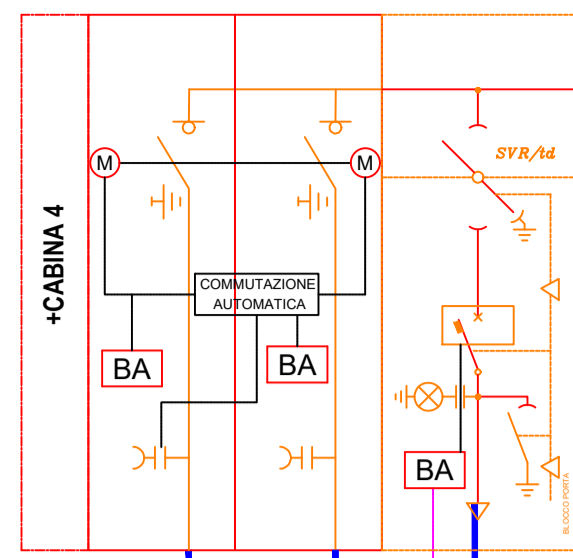 +CABINA 4
M
M
SVR/td
COMMUTAZIONE
AUTOMATICA
BA
BA
BA
BLOCCO PORTA